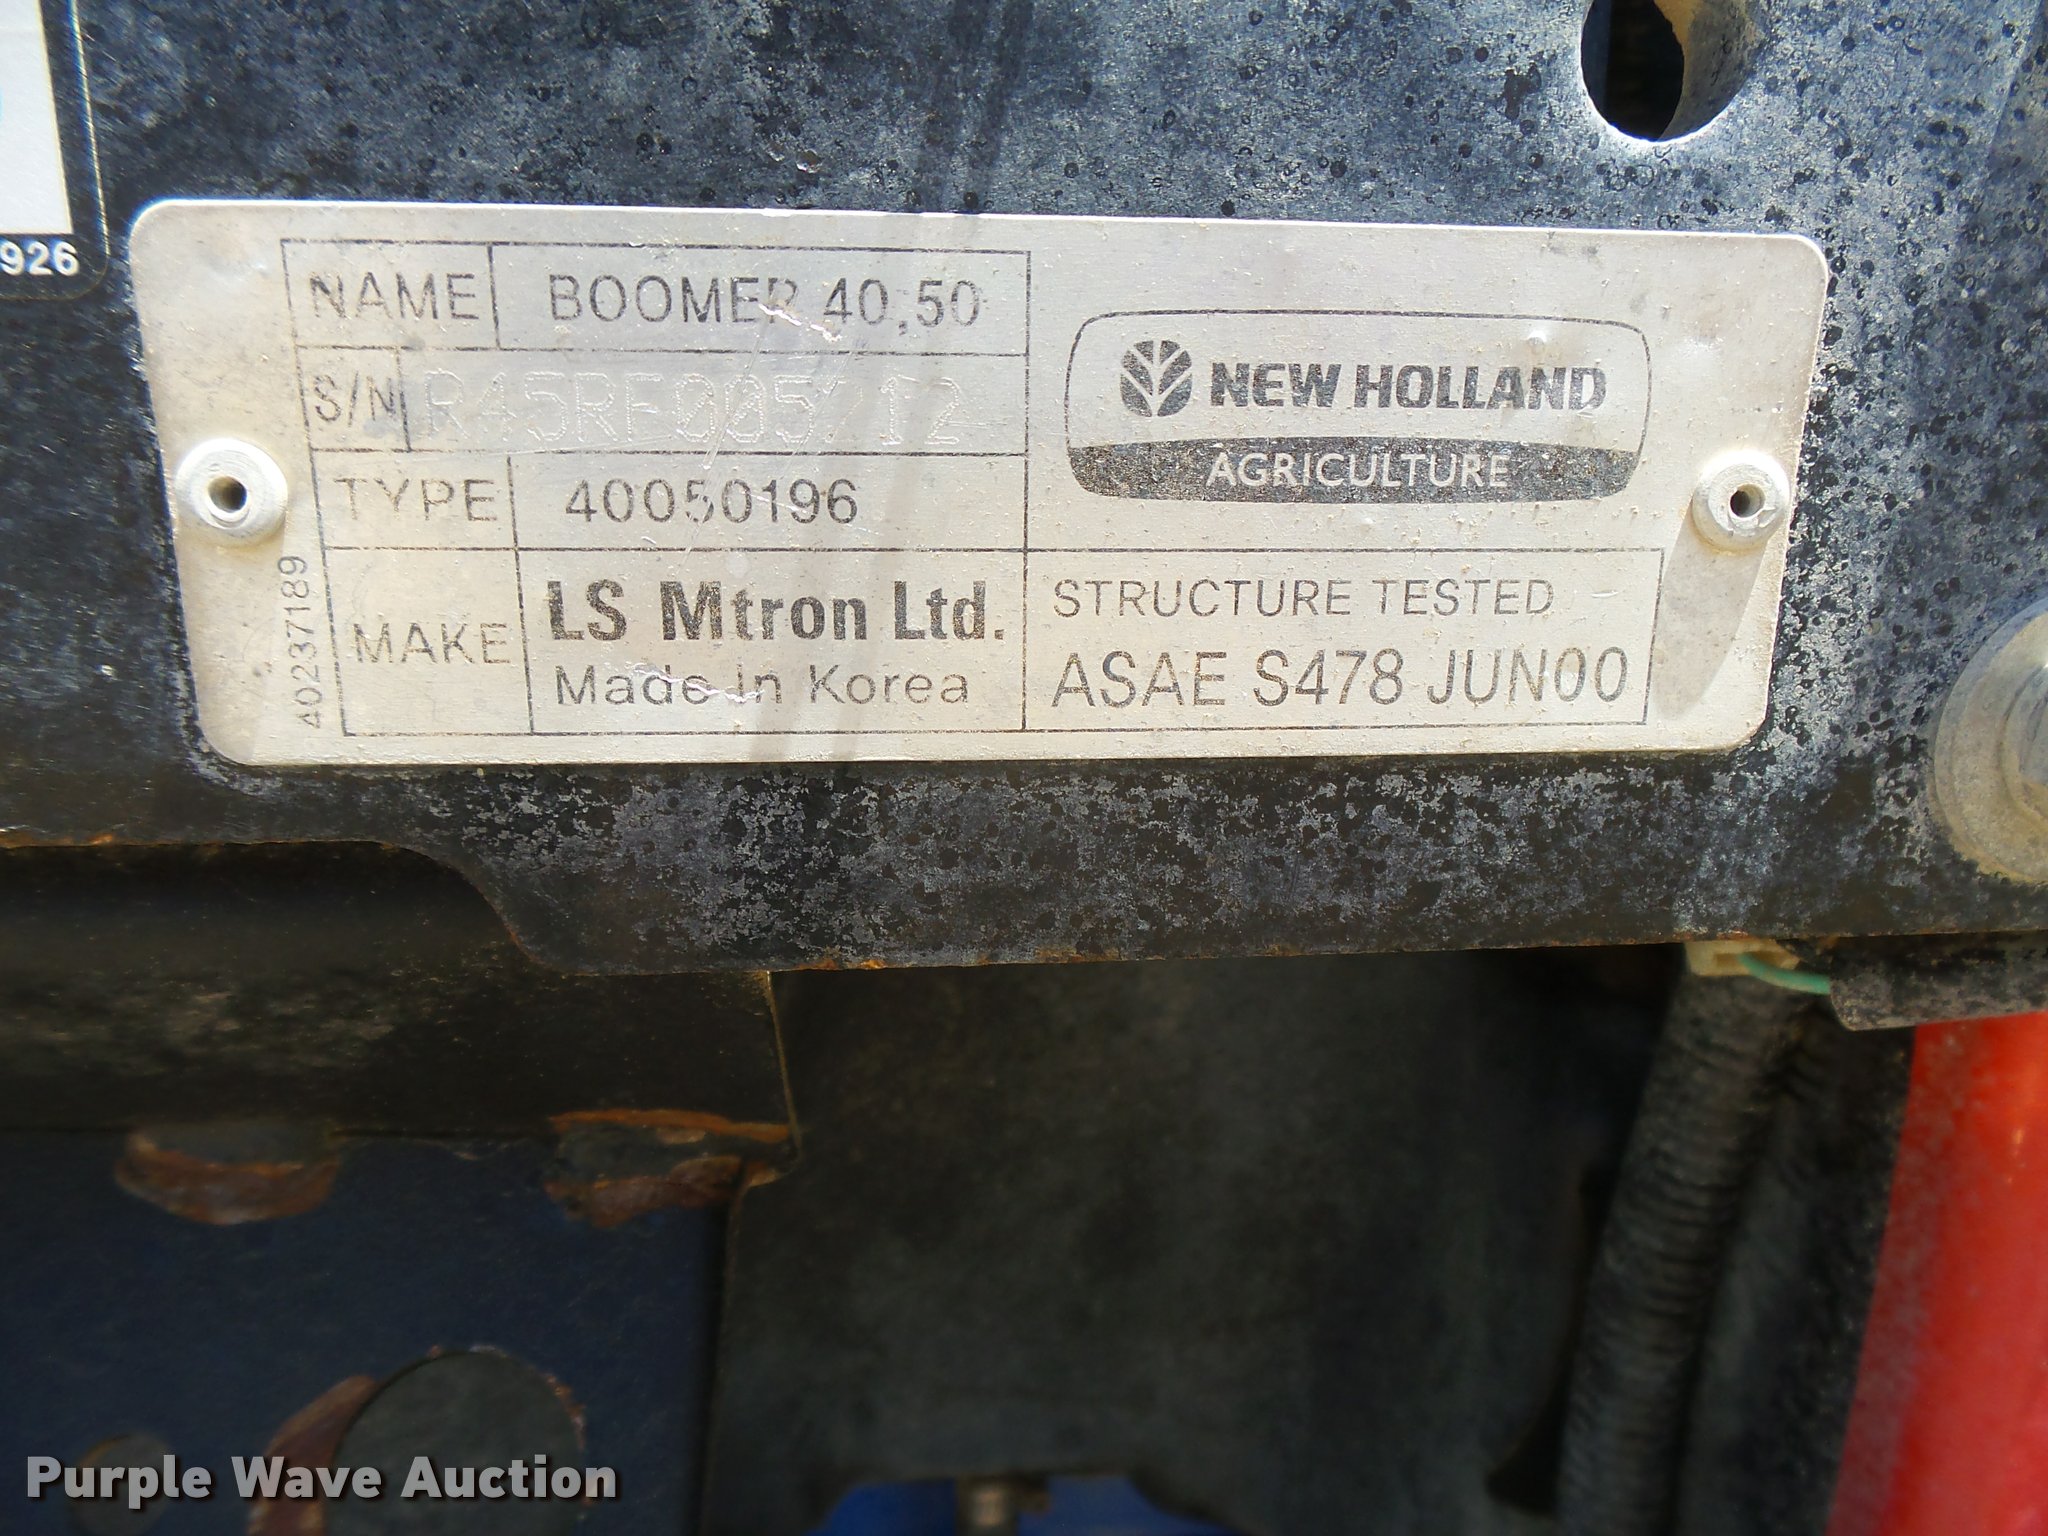 926
NAME BOOMER 40,50
S/N
TYPE 40050196
MAKE LS Mtron Ltd.
Made in Korea
40237189
NEW HOLLAND
AGRICULTURE
STRUCTURE TESTED
ASAE S478 JUN00
Purple Wave Auction